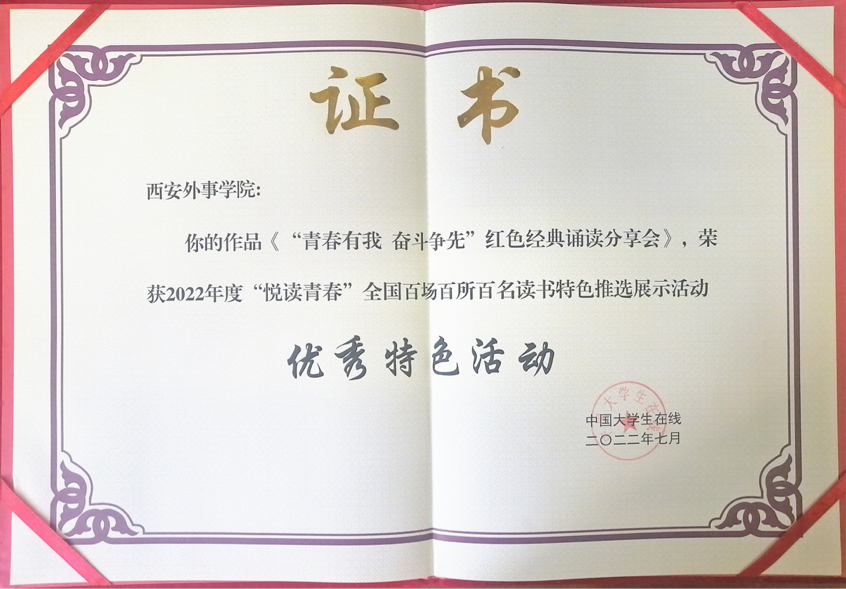 证书
西安外事学院:
你的作品《“青春有我 奋斗争先”红色经典诵读分享会》,荣
获2022年度“悦读青春”全国百场百所百名读书特色推选展示活动
优秀特色活动
大学生在
中国大学生在线
二〇二二年七月